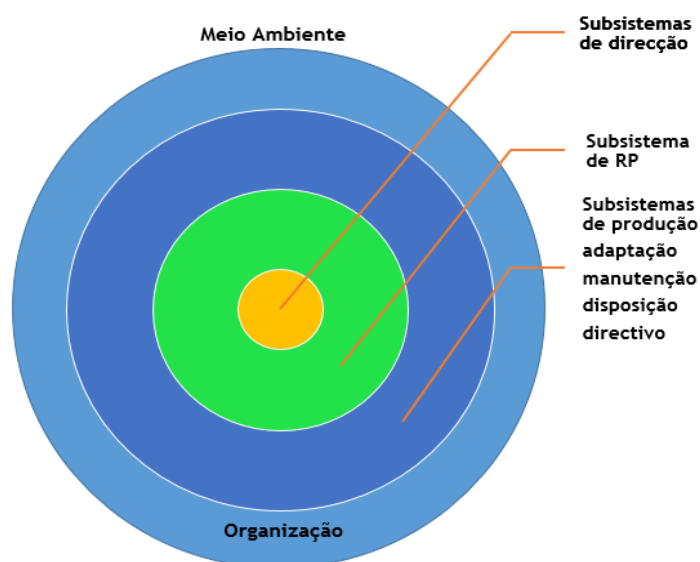 Meio Ambiente
Subsistemas
de direcção
Subsistema
de RP
Subsistemas
de produção
adaptação
manutenção
disposição
directivo
Organização